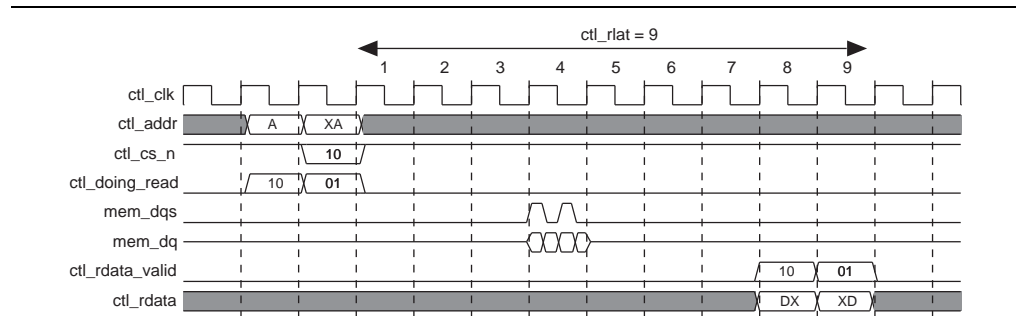 ctl_rlat = 9
1 2 3 4 5 6 7 8 9
ctl_clk
ctl_addr A XA
ctl_cs_n 10
ctl_doing_read 10 01
mem_dqs
mem_dq
ctl_rdata_valid 10 01
ctl_rdata DX XD